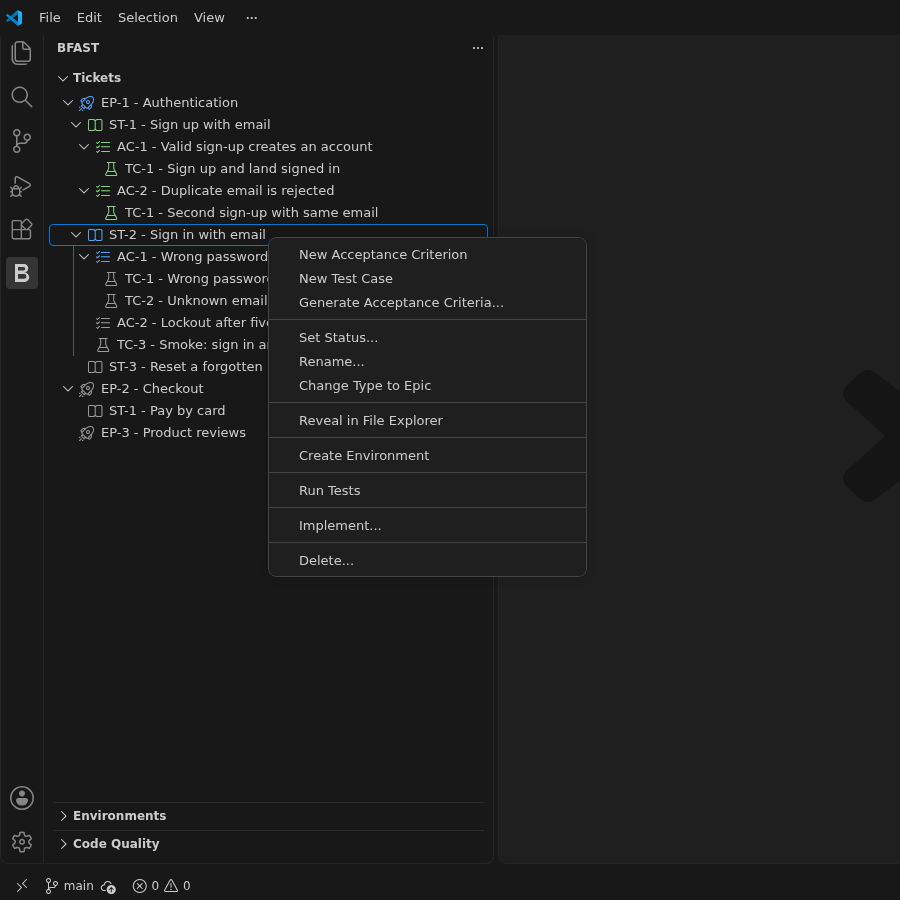 File Edit Selection View ...
BFAST
Tickets
EP-1 - Authentication
ST-1 - Sign up with email
AC-1 - Valid sign-up creates an account
TC-1 - Sign up and land signed in
AC-2 - Duplicate email is rejected
TC-1 - Second sign-up with same email
ST-2 - Sign in with email
AC-1 - Wrong password
TC-1 - Wrong
TC-2 - Unknown email
AC-2 - Lockout after
TC-3 - Smoke: sign in
ST-3 - Reset a forgotten
EP-2 - Checkout
ST-1 - Pay by card
EP-3 - Product reviews
New Acceptance Criterion
New Test Case
Generate Acceptance Criteria...
Set Status...
Rename...
Change Type to Epic
Reveal in File Explorer
Create Environment
Run Tests
Implement...
Delete...
B
Environments
Code Quality
main 0 0